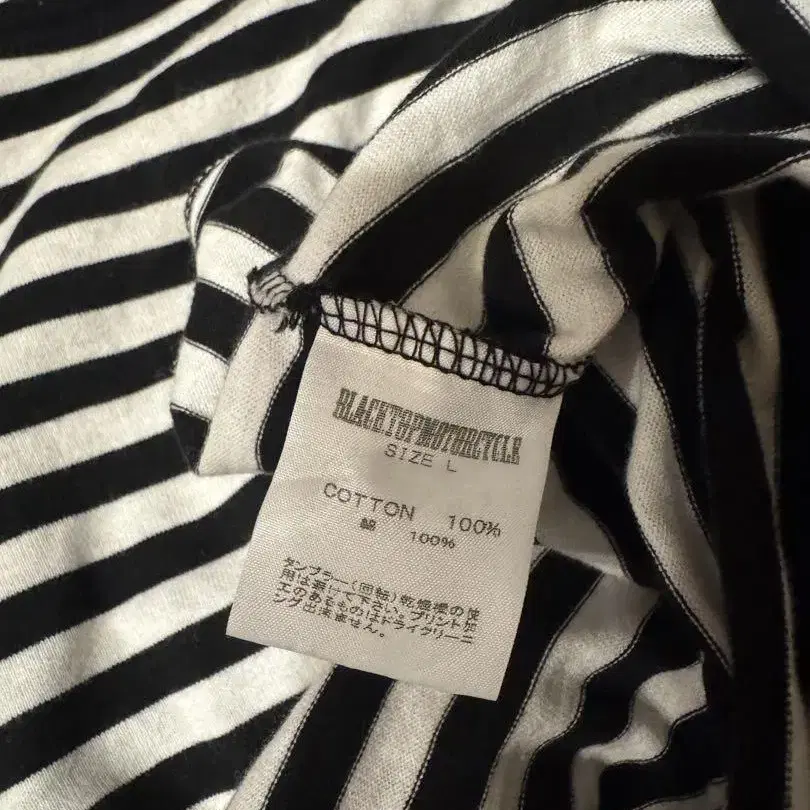 BLACK.TOPMOTORCYCLE
SIZE L
COTTON 100%
綿 100%
タンブラー(回転)乾燥機の使
用は避けて下さい。プリント加
工のあるものはドライクリーニ
ング出来ません。